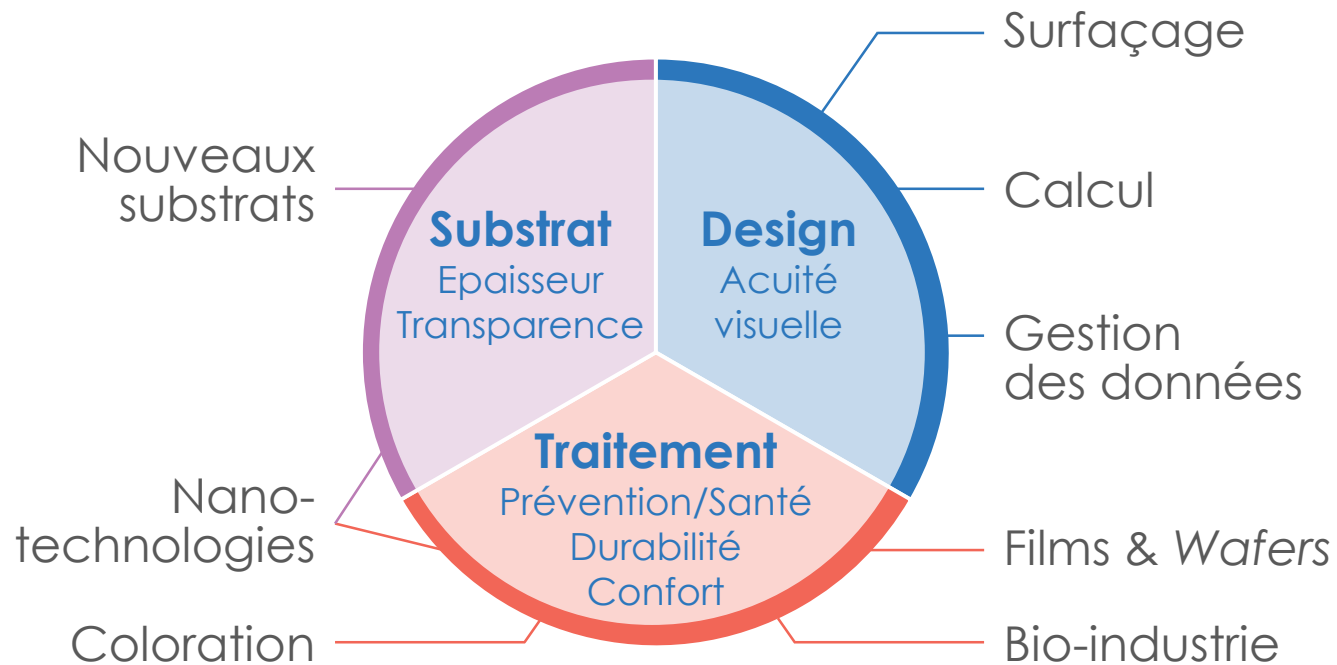 Surfaçage
Nouveaux
substrats
Calcul
Substrat
Epaisseur
Transparence
Design
Acuité
visuelle
Gestion
des données
Traitement
Prévention/Santé
Durabilité
Confort
Nano-
technologies
Films & Wafers
Coloration
Bio-industrie